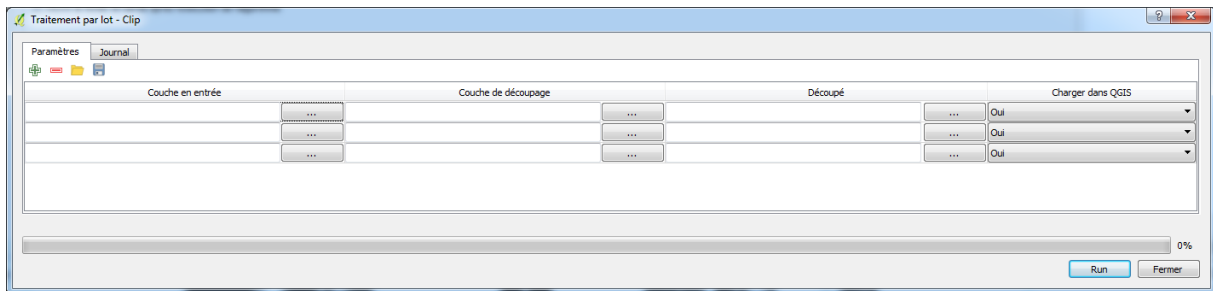 Traitement par lot - Clip
Paramètres Journal
Couche en entrée Couche de découpage Découpé Charger dans QGIS
... ... ... Oui
... ... ... Oui
... ... ... Oui
0%
Run Fermer